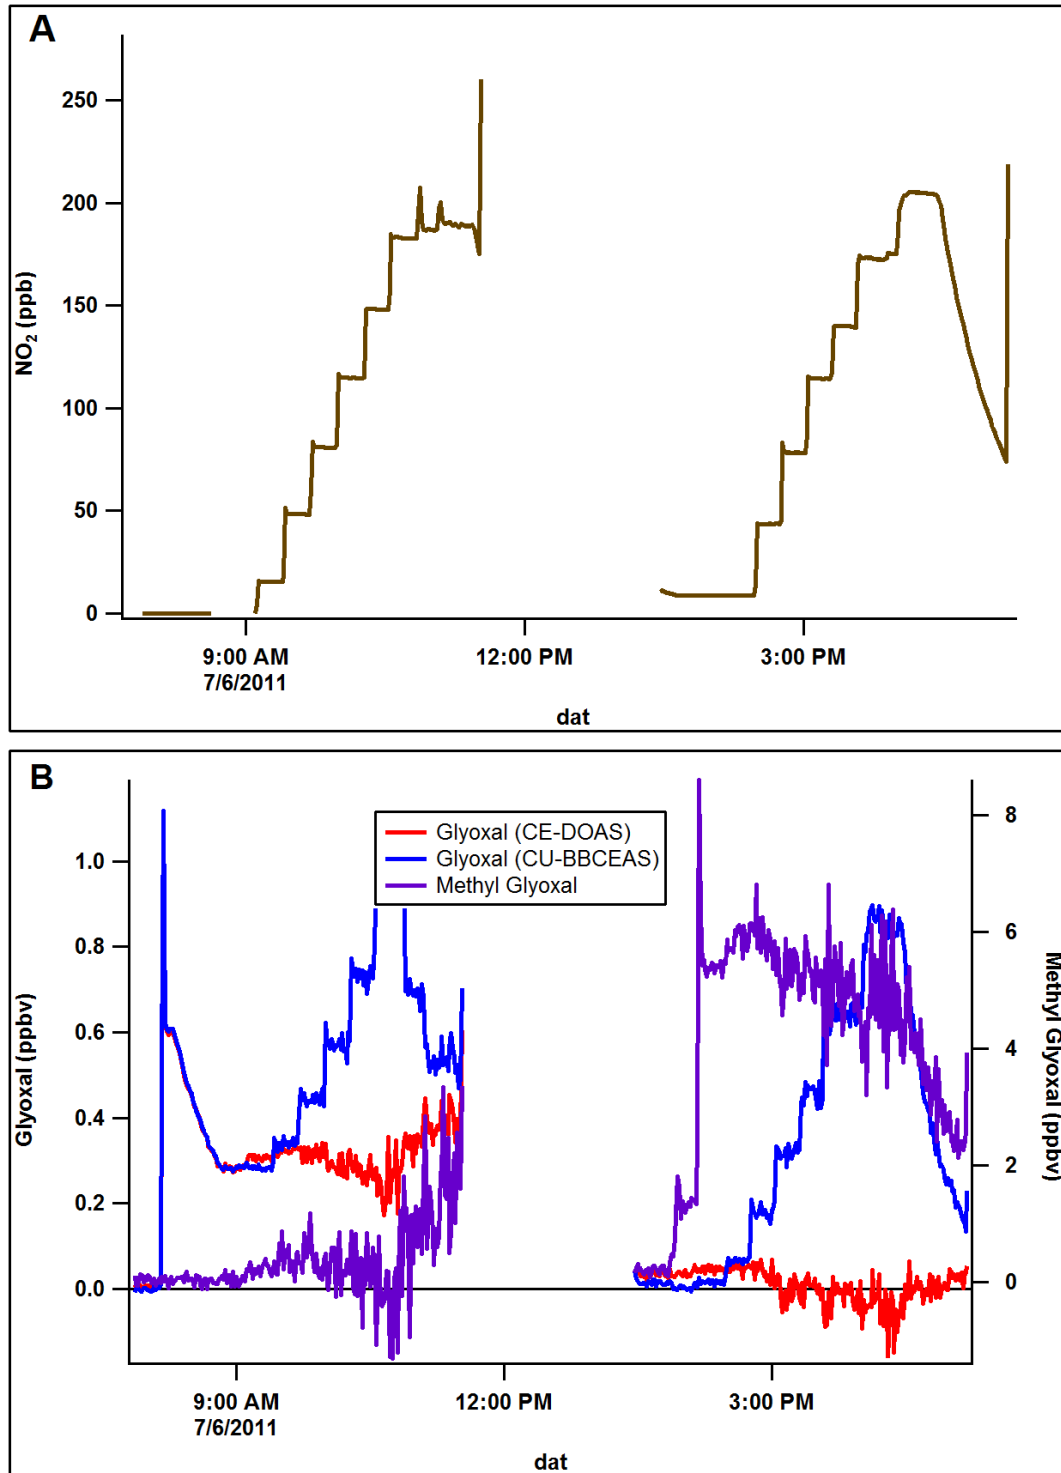 A
250
200
150
100
50
0
NO2 (ppb)
9:00 AM
7/6/2011
12:00 PM
3:00 PM
dat
B
1.0
0.8
0.6
0.4
0.2
0.0
Glyoxal (ppbv)
Glyoxal (CE-DOAS)
Glyoxal (CU-BBCEAS)
Methyl Glyoxal
8
6
4
2
0
Methyl Glyoxal (ppbv)
9:00 AM
7/6/2011
12:00 PM
3:00 PM
dat